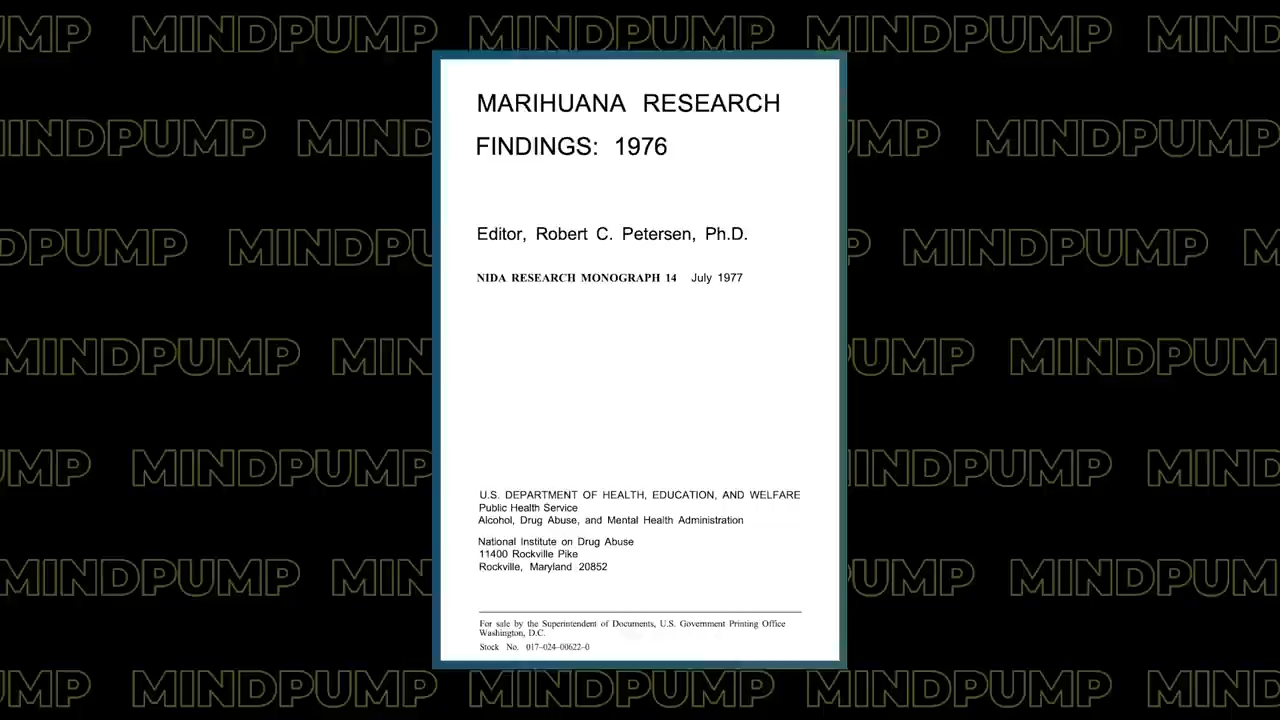 MPUMP MINDPUMP MINDPUMP MINDPUMP MIND
MARIHUANA RESEARCH
FINDINGS: 1976
Editor, Robert C. Petersen, Ph.D.
NIDA RESEARCH MONOGRAPH 14 July 1977
U.S. DEPARTMENT OF HEALTH, EDUCATION, AND WELFARE
Public Health Service
Alcohol, Drug Abuse, and Mental Health Administration
National Institute on Drug Abuse
11400 Rockville Pike
Rockville, Maryland 20852
For sale by the Superintendent of Documents, U.S. Government Printing Office
Washington, D.C.
Stock No. 017-024-00622-0